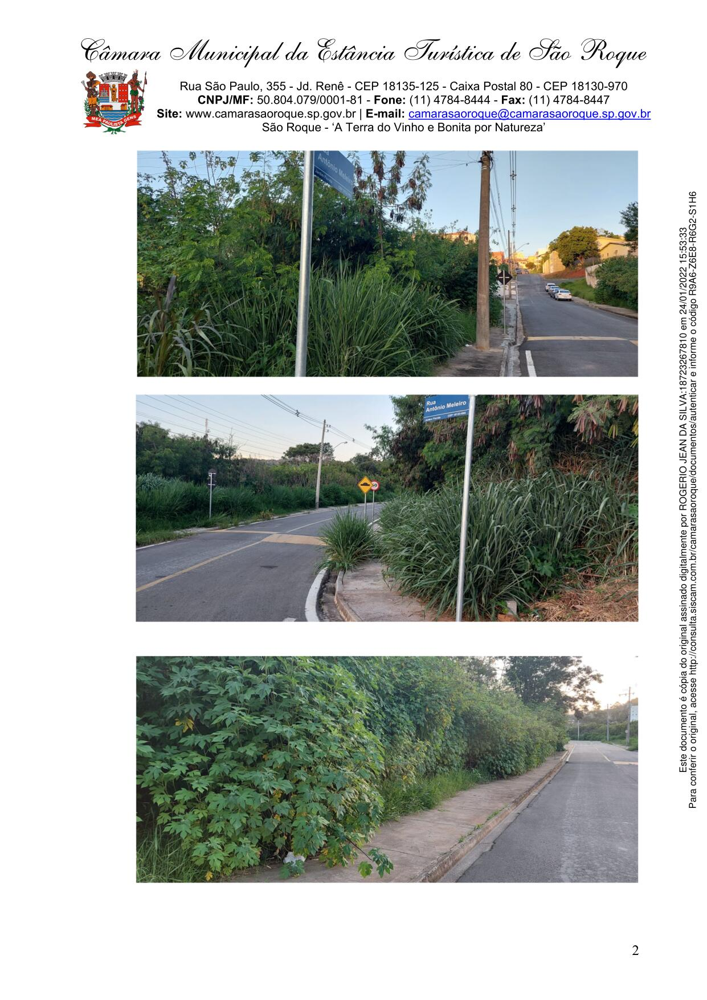 Câmara Municipal da Estância Turística de São Roque
Rua São Paulo, 355 - Jd. Renê - CEP 18135-125 - Caixa Postal 80 - CEP 18130-970
CNPJ/MF: 50.804.079/0001-81 - Fone: (11) 4784-8444 - Fax: (11) 4784-8447
Site: www.camarasaoroque.sp.gov.br | E-mail: camarasaoroque@camarasaoroque.sp.gov.br
São Roque - ‘A Terra do Vinho e Bonita por Natureza’
MEA PAULISTA GENS
Antônio Meleiro
Rua
Antônio Meleiro
2
Este documento é cópia do original assinado digitalmente por ROGERIO JEAN DA SILVA:18723267810 em 24/01/2022 15:53:33
Para conferir o original, acesse http://consulta.siscam.com.br/camarasaoroque/documentos/autenticar e informe o código R9A6-Z6E8-R6G2-S1H6